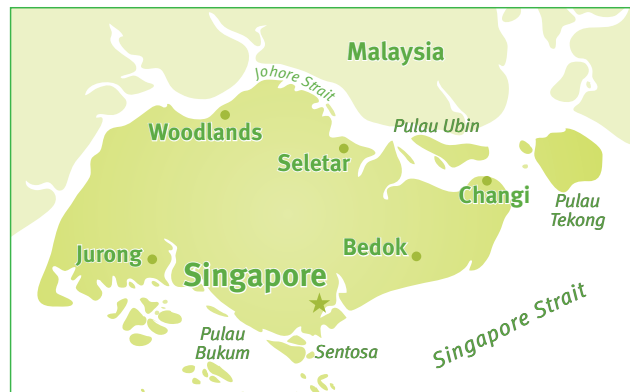 Malaysia
Johore Strait
Woodlands
Pulau Ubin
Seletar
Changi
Pulau
Tekong
Jurong
Bedok
Singapore
Singapore Strait
Pulau
Bukum
Sentosa